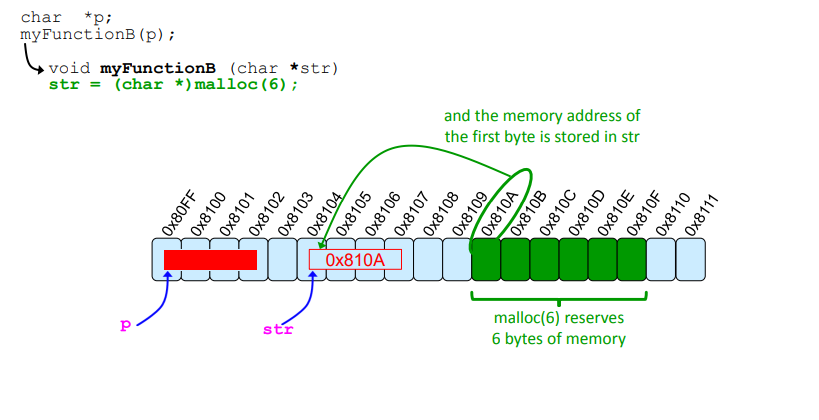 char  *p;
myFunctionB(p);
void myFunctionB (char *str)
str = (char *)malloc(6);
and the memory address of
the first byte is stored in str
0x80FF 0x8100 0x8101 0x8102 0x8103 0x8104 0x8105 0x8106 0x8107 0x8108 0x8109 0x810A 0x810B 0x810C 0x810D 0x810E 0x810F 0x8110 0x8111
0x810A
p
str
malloc(6) reserves
6 bytes of memory